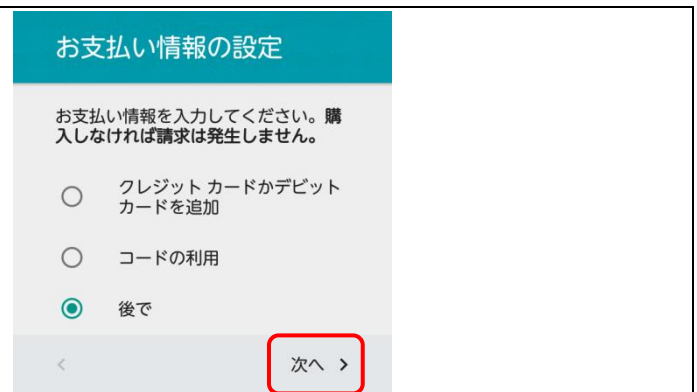 お支払い情報の設定
お支払い情報を入力してください。購
入しなければ請求は発生しません。
クレジット カードかデビット
カードを追加
コードの利用
後で
< 次へ >